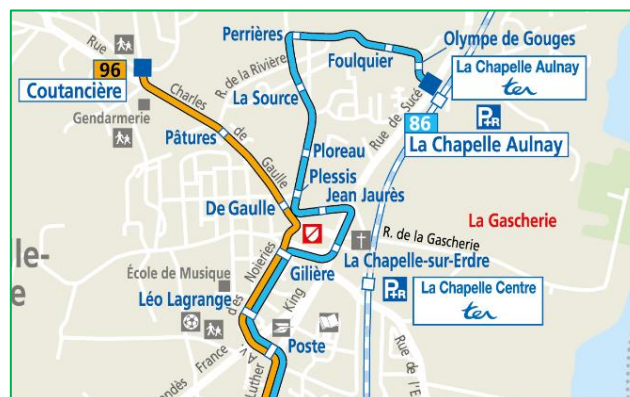 Rue
96
Coutancière
Gendarmerie
Charles
de
Gaulle
Pâtures
De Gaulle
Perrières
R. de la Rivière
La Source
Foulquier
Olympe de Gouges
La Chapelle Aulnay
ter
Rue de Sucé
P+R
86
La Chapelle Aulnay
Ploreau
Plessis
Jean Jaurès
La Gascherie
R. de la Gascherie
La Chapelle-sur-Erdre
Gilière
P+R
La Chapelle Centre
ter
le-
e
École de Musique
Léo Lagrange
des
Noieries
King
Poste
Av.
France
Luther
Rue de l'E